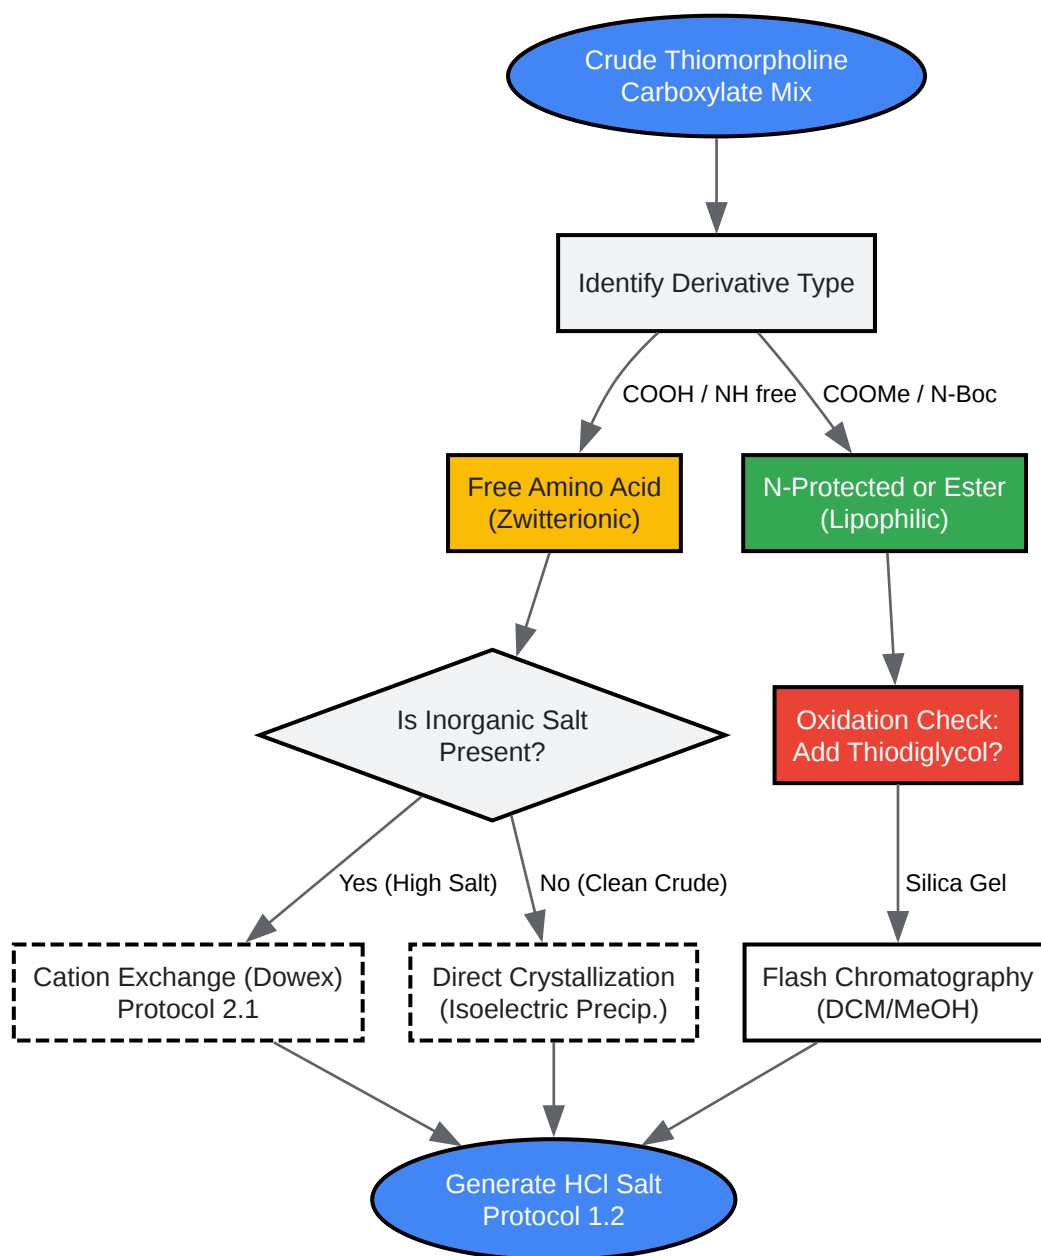 Crude Thiomorpholine
Carboxylate Mix
Identify Derivative Type
COOH / NH free
COOMe / N-Boc
Free Amino Acid
(Zwitterionic)
N-Protected or Ester
(Lipophilic)
Is Inorganic Salt
Present?
Oxidation Check:
Add Thiodiglycol?
Yes (High Salt)
No (Clean Crude)
Silica Gel
Cation Exchange (Dowex)
Protocol 2.1
Direct Crystallization
(Isoelectric Precip.)
Flash Chromatography
(DCM/MeOH)
Generate HCl Salt
Protocol 1.2